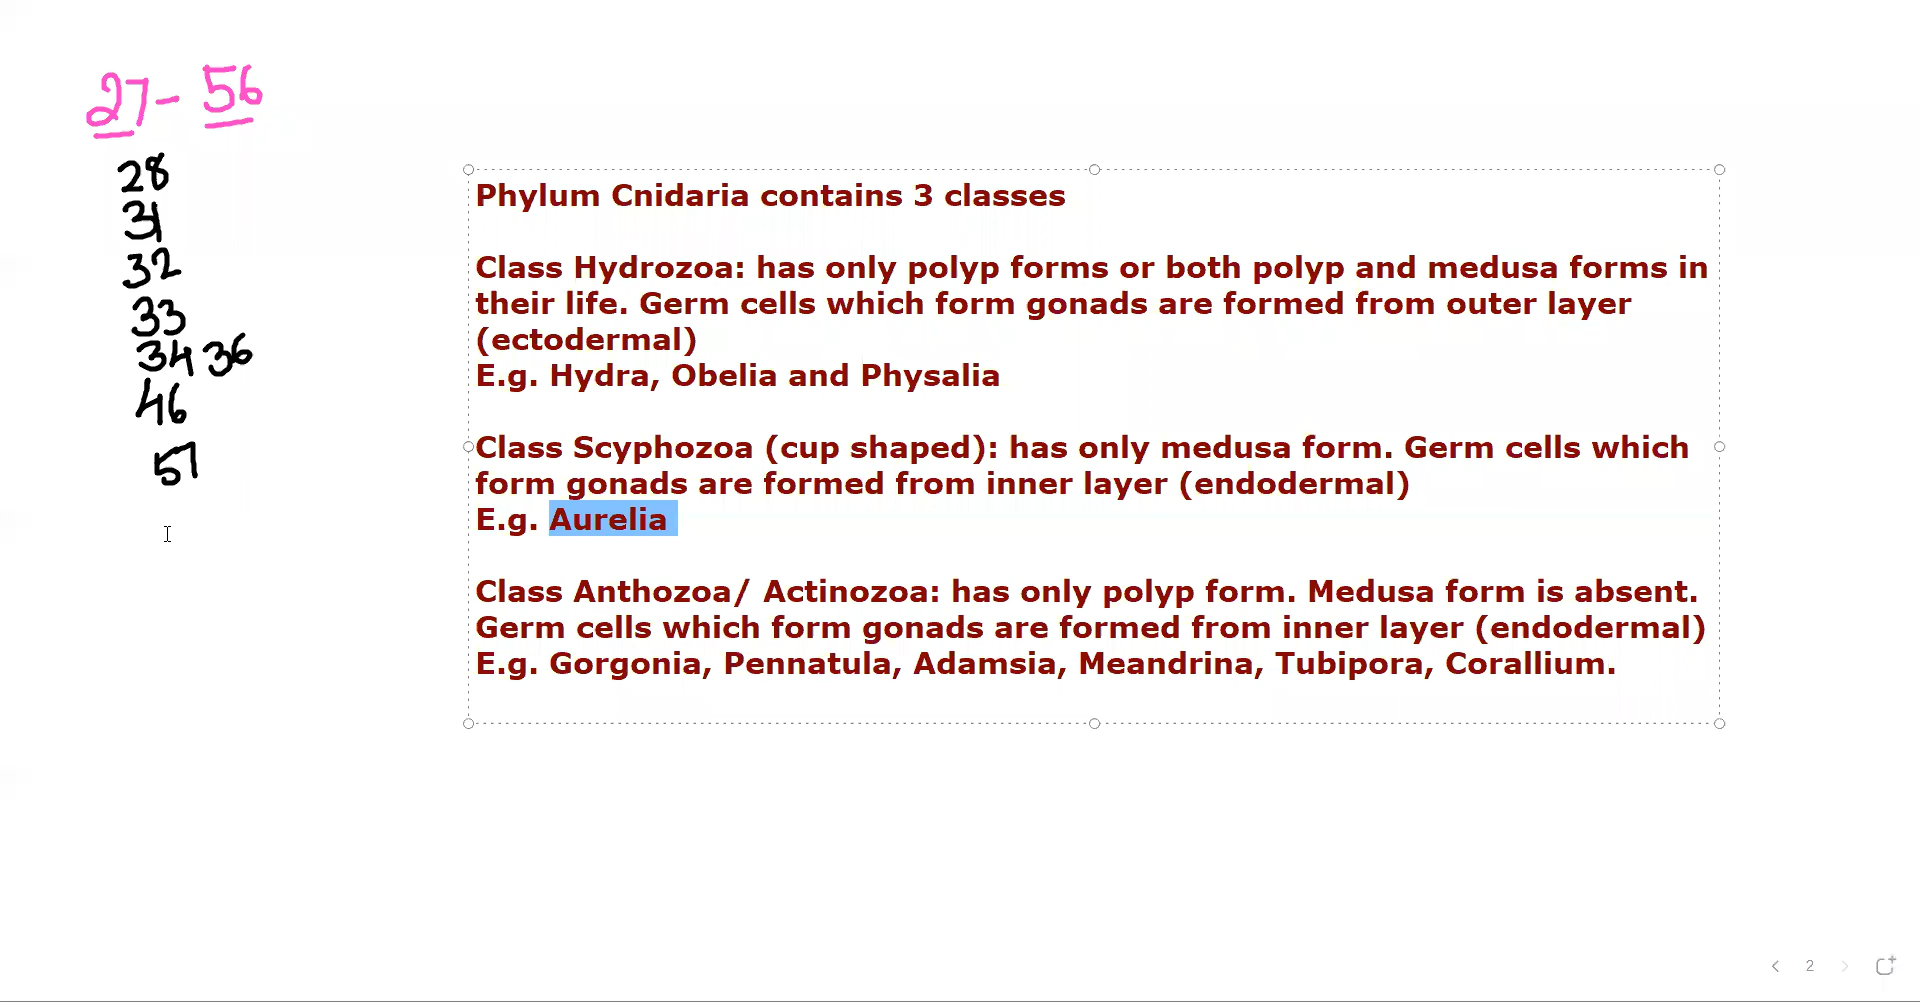 27- 56
28
31
32
33
34 36
46
57
Phylum Cnidaria contains 3 classes
Class Hydrozoa: has only polyp forms or both polyp and medusa forms in
their life. Germ cells which form gonads are formed from outer layer
(ectodermal)
E.g. Hydra, Obelia and Physalia
Class Scyphozoa (cup shaped): has only medusa form. Germ cells which
form gonads are formed from inner layer (endodermal)
E.g. Aurelia
Class Anthozoa/ Actinozoa: has only polyp form. Medusa form is absent.
Germ cells which form gonads are formed from inner layer (endodermal)
E.g. Gorgonia, Pennatula, Adamsia, Meandrina, Tubipora, Corallium.
2